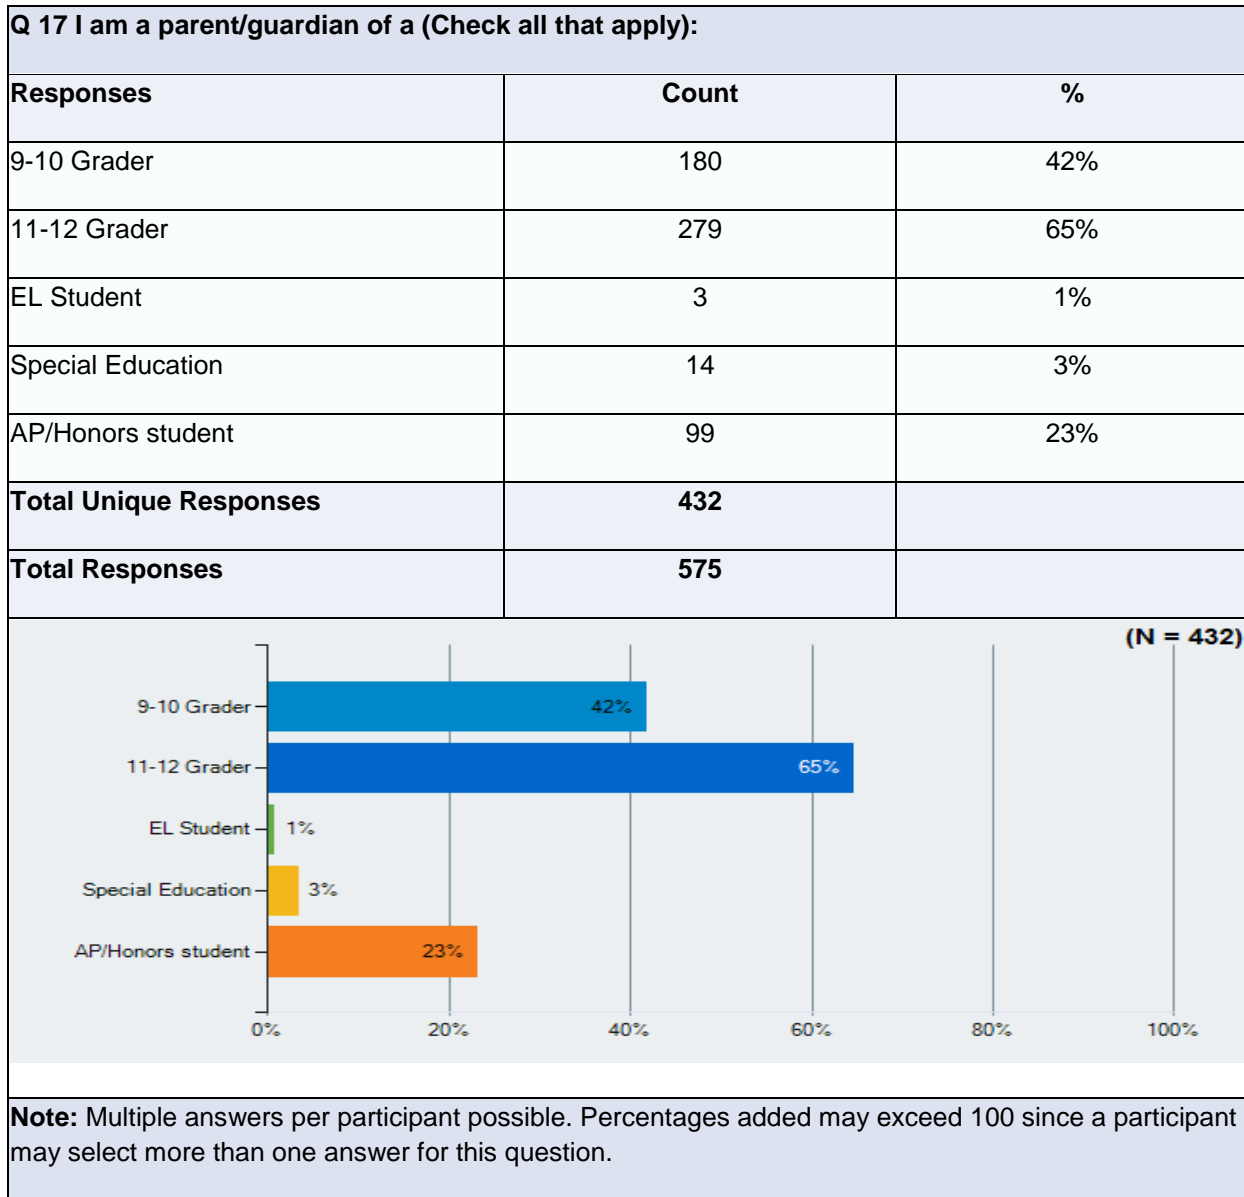 Q 17 I am a parent/guardian of a (Check all that apply):
Responses Count %
9-10 Grader 180 42%
11-12 Grader 279 65%
EL Student 3 1%
Special Education 14 3%
AP/Honors student 99 23%
Total Unique Responses 432
Total Responses 575
(N = 432)
9-10 Grader 42%
11-12 Grader 65%
EL Student 1%
Special Education 3%
AP/Honors student 23%
0% 20% 40% 60% 80% 100%
Note: Multiple answers per participant possible. Percentages added may exceed 100 since a participant
may select more than one answer for this question.